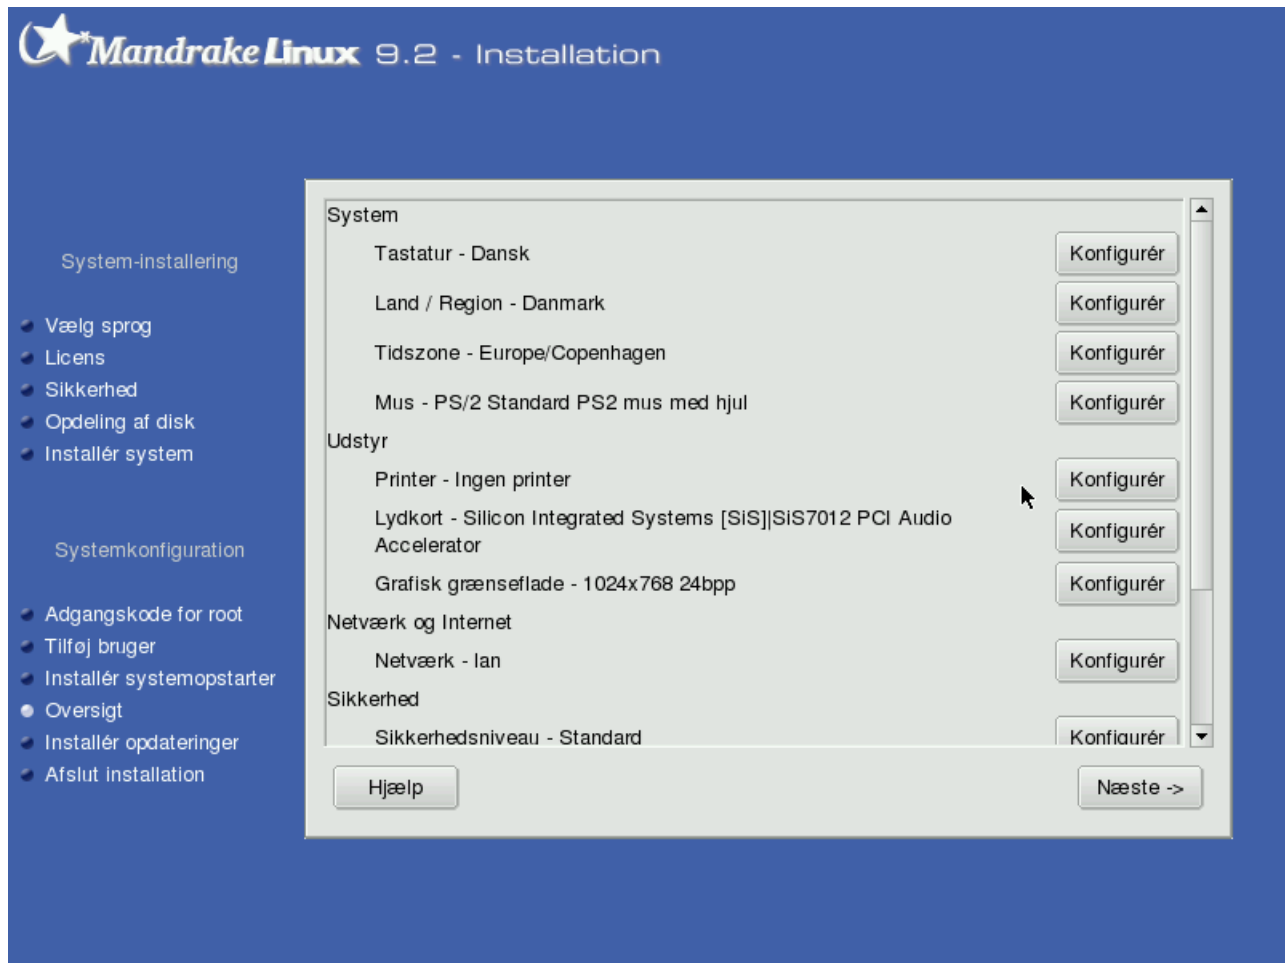 Mandrake Linux 9.2 - Installation
System-installering
Vælg sprog
Licens
Sikkerhed
Opdeling af disk
Installér system
Systemkonfiguration
Adgangskode for root
Tilføj bruger
Installér systemopstarter
Oversigt
Installér opdateringer
Afslut installation
System
Tastatur - Dansk Konfigurér
Land / Region - Danmark Konfigurér
Tidszone - Europe/Copenhagen Konfigurér
Mus - PS/2 Standard PS2 mus med hjul Konfigurér
Udstyr
Printer - Ingen printer Konfigurér
Lydkort - Silicon Integrated Systems [SiS]|SiS7012 PCI Audio
Accelerator Konfigurér
Grafisk grænseflade - 1024x768 24bpp Konfigurér
Netværk og Internet
Netværk - lan Konfigurér
Sikkerhed
Sikkerhedsniveau - Standard Konfigurér
Hjælp Næste ->